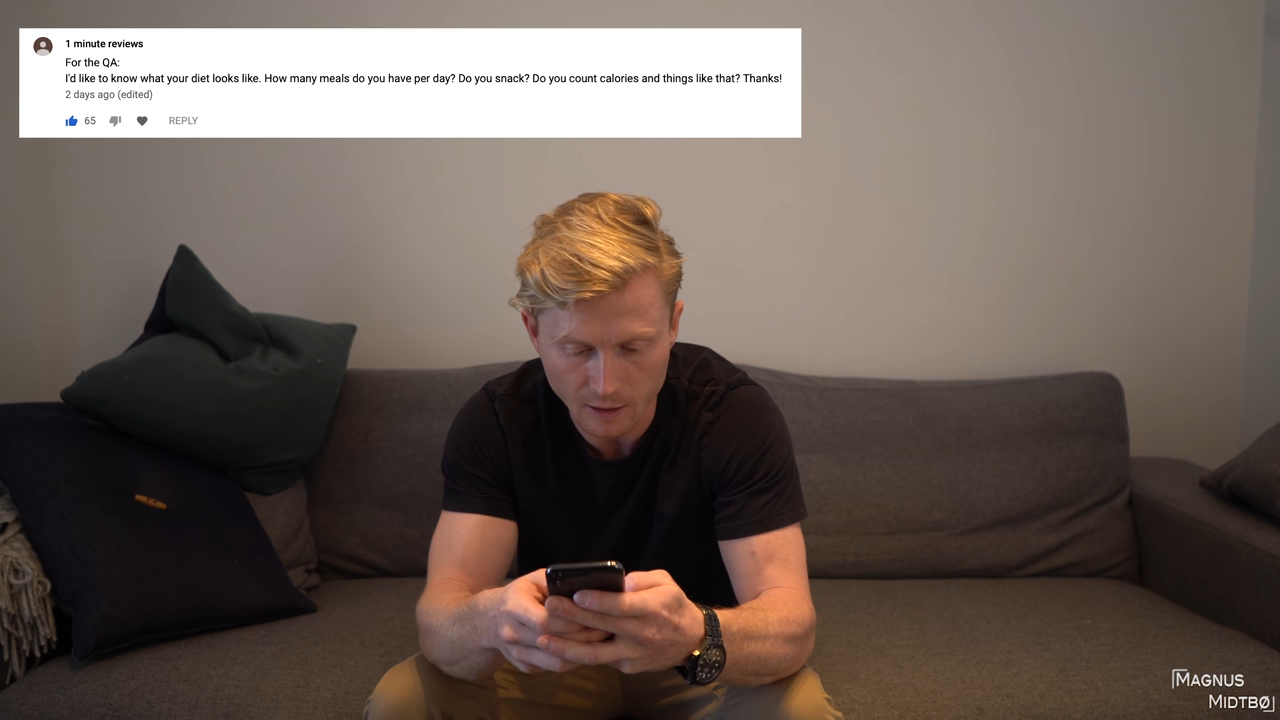 1 minute reviews
For the QA:
I'd like to know what your diet looks like. How many meals do you have per day? Do you snack? Do you count calories and things like that? Thanks!
2 days ago (edited)
65
REPLY
MAGNUS
MIDTBØ